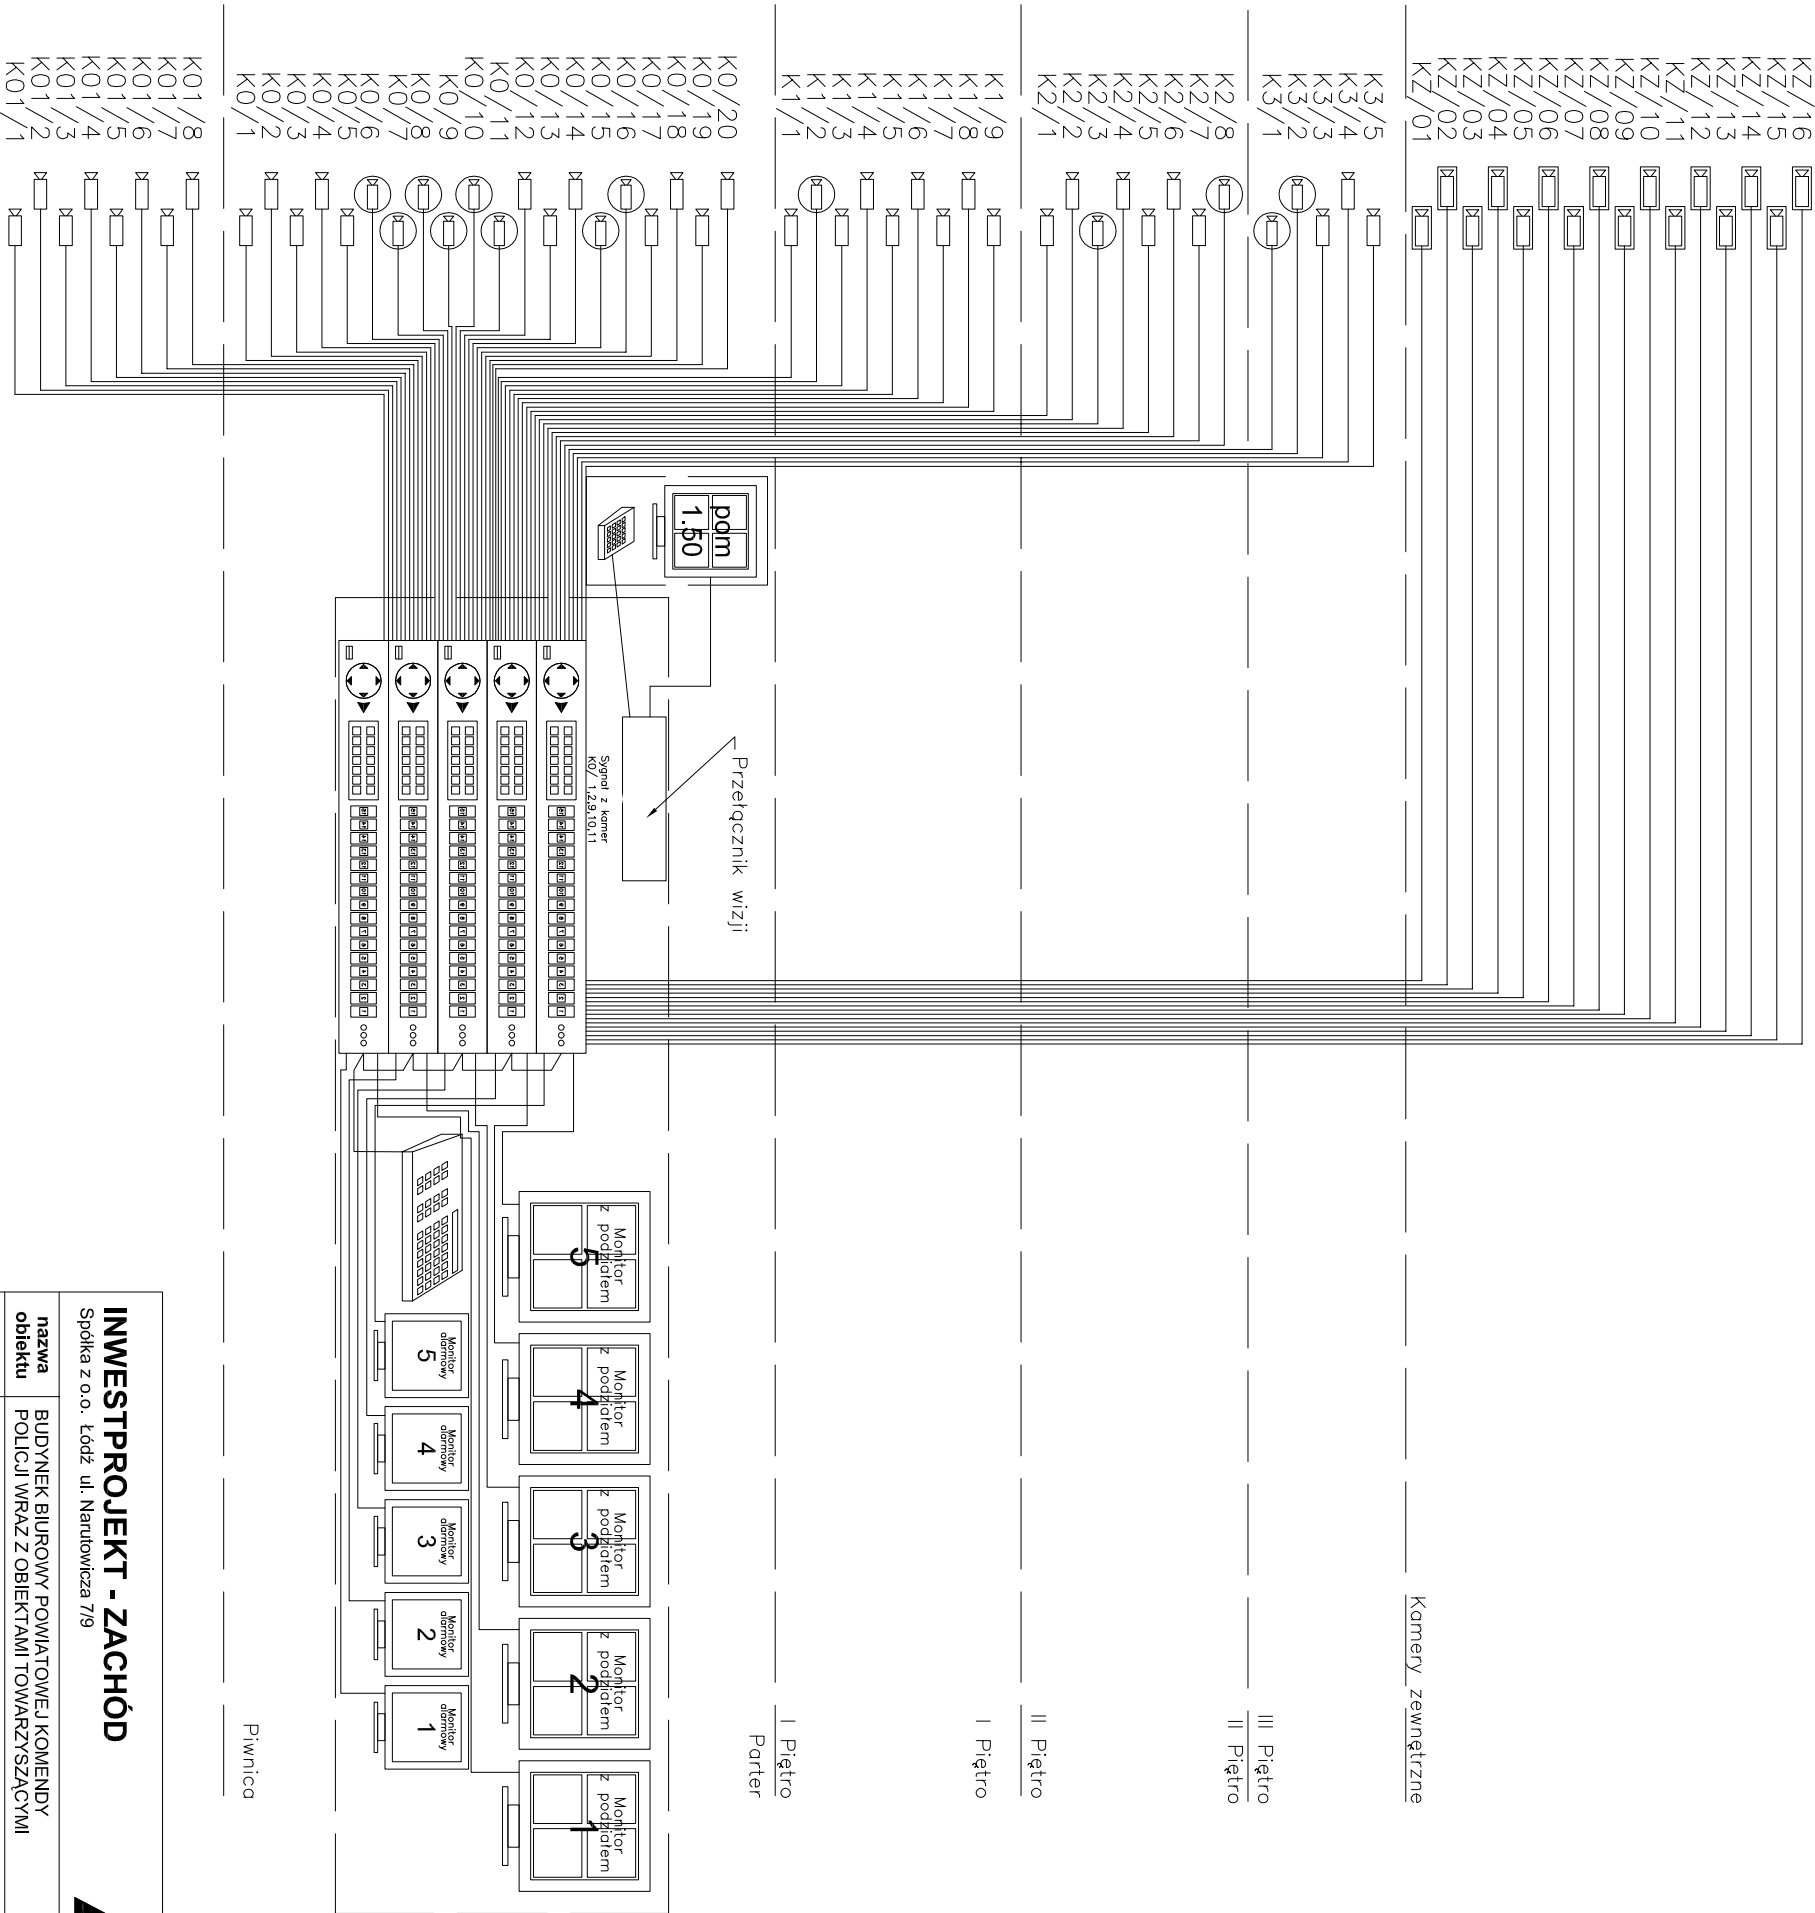 KZ/16
KZ/15
KZ/14
KZ/13
KZ/12
KZ/11
KZ/10
KZ/09
KZ/08
KZ/07
KZ/06
KZ/05
KZ/04
KZ/03
KZ/02
KZ/01
K3/5
K3/4
K3/3
K3/2
K3/1
K2/8
K2/7
K2/6
K2/5
K2/4
K2/3
K2/2
K2/1
K1/9
K1/8
K1/7
K1/6
K1/5
K1/4
K1/3
K1/2
K1/1
K0/20
K0/19
K0/18
K0/17
K0/16
K0/15
K0/14
K0/13
K0/12
K0/11
K0/10
K0/9
K0/8
K0/7
K0/6
K0/5
K0/4
K0/3
K0/2
K0/1
K01/8
K01/7
K01/6
K01/5
K01/4
K01/3
K01/2
K01/1
pom
1.50
Przełącznik wizji
Sygnał z kamer
K0/ 1,2,9,10,11
Kamery zewnętrzne
III Piętro
II Piętro
II Piętro
I Piętro
I Piętro
Parter
Piwnica
Monitor
z podziałem
5
Monitor
z podziałem
4
Monitor
z podziałem
3
Monitor
z podziałem
2
Monitor
z podziałem
1
Monitor
alarmowy
5
Monitor
alarmowy
4
Monitor
alarmowy
3
Monitor
alarmowy
2
Monitor
alarmowy
1
INWESTPROJEKT - ZACHÓD
Spółka z o.o. Łódź ul. Narutowicza 7/9
nazwa
obiektu
BUDYNEK BIUROWY POWIATOWEJ KOMENDY
POLICJI WRAZ Z OBIEKTAMI TOWARZYSZĄCYMI